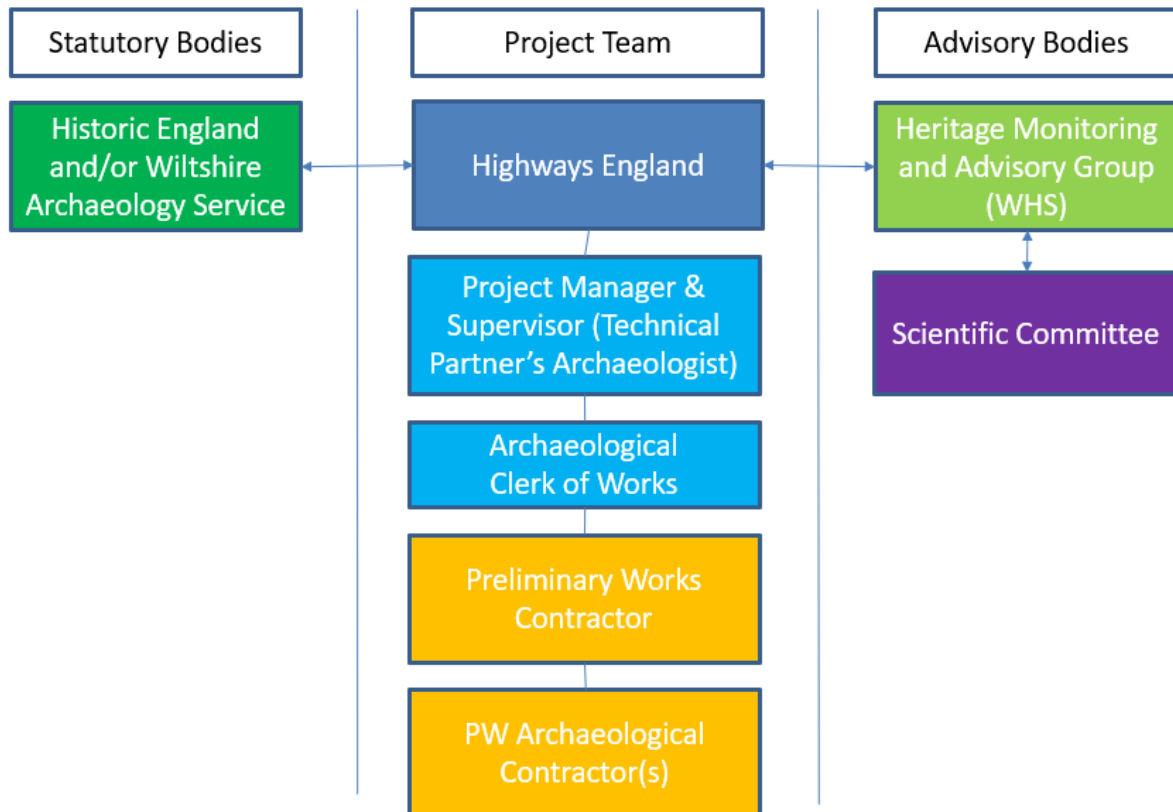 Statutory Bodies
Project Team
Advisory Bodies
Historic England
and/or Wiltshire
Archaeology Service
Highways England
Heritage Monitoring
and Advisory Group
(WHS)
Project Manager &
Supervisor (Technical
Partner’s Archaeologist)
Scientific Committee
Archaeological
Clerk of Works
Preliminary Works
Contractor
PW Archaeological
Contractor(s)